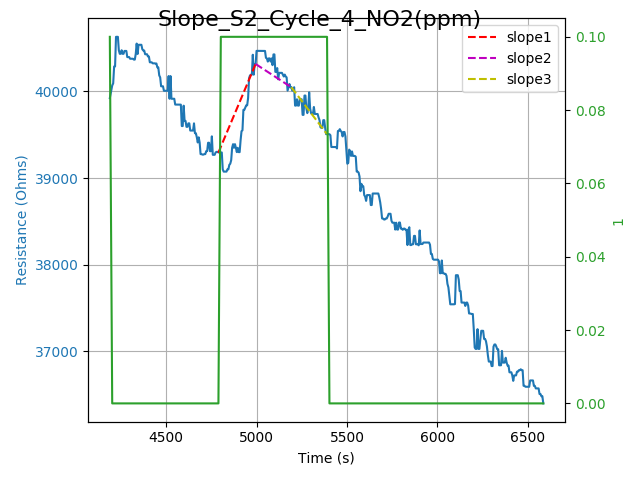 Slope_S2_Cycle_4_NO2(ppm)
slope1
slope2
slope3
Resistance (Ohms)
40000
39000
38000
37000
0.10
0.08
0.06
0.04
0.02
0.00
1
4500 5000 5500 6000 6500
Time (s)